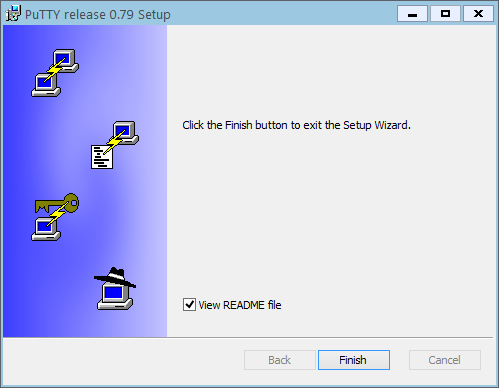 PuTTY release 0.79 Setup
Click the Finish button to exit the Setup Wizard.
View README file
Back
Finish
Cancel